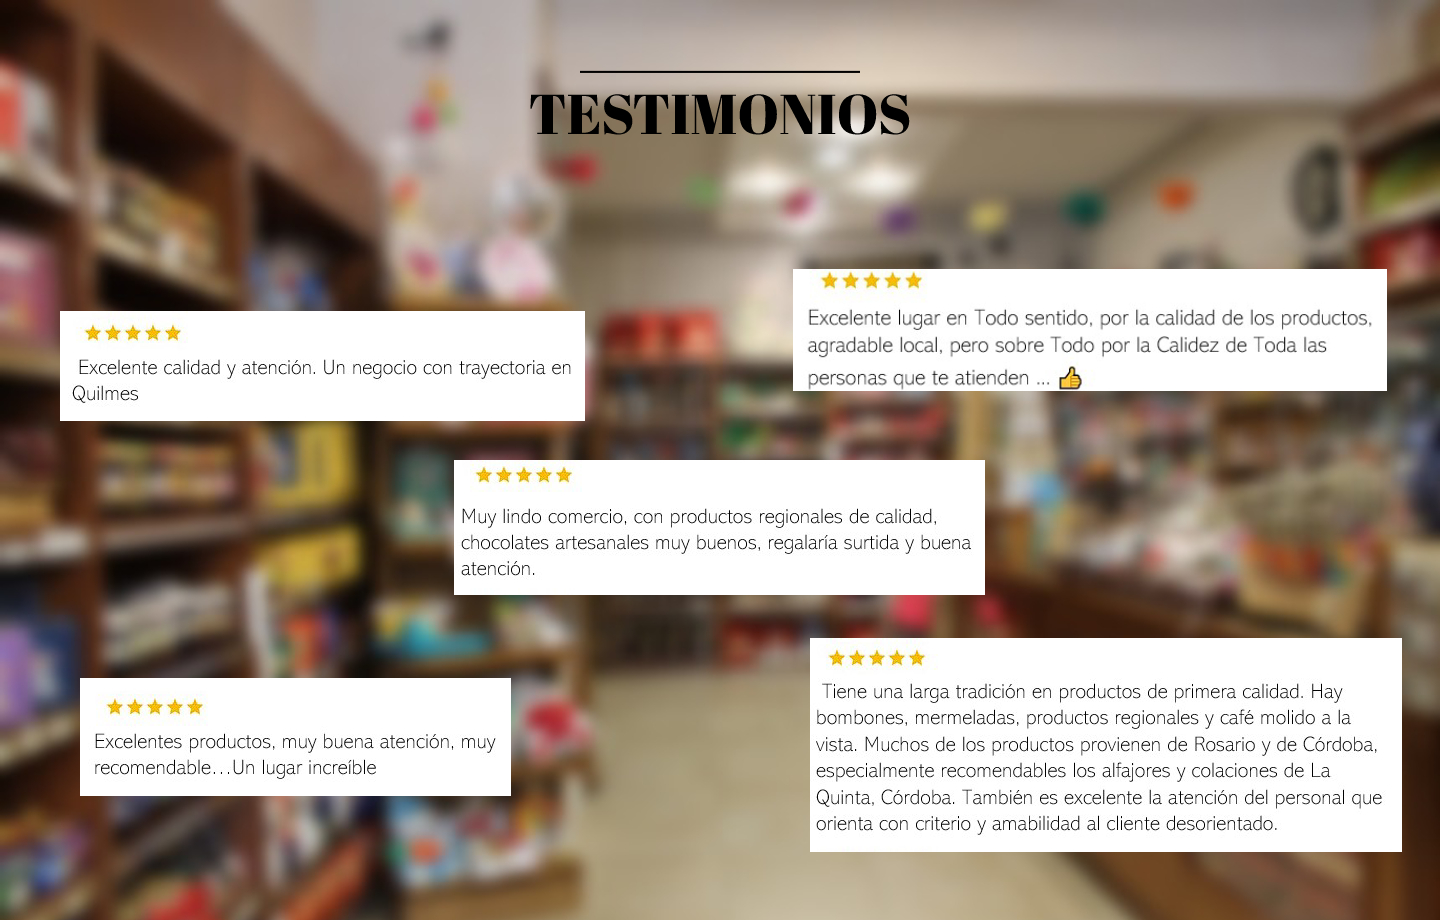 TESTIMONIOS
Excelente calidad y atención. Un negocio con trayectoria en
Quilmes
Excelente lugar en Todo sentido, por la calidad de los productos,
agradable local, pero sobre Todo por la Calidez de Toda las
personas que te atienden ... 👍
Muy lindo comercio, con productos regionales de calidad,
chocolates artesanales muy buenos, regalaría surtida y buena
atención.
Excelentes productos, muy buena atención, muy
recomendable...Un lugar increíble
Tiene una larga tradición en productos de primera calidad. Hay
bombones, mermeladas, productos regionales y café molido a la
vista. Muchos de los productos provienen de Rosario y de Córdoba,
especialmente recomendables los alfajores y colaciones de La
Quinta, Córdoba. También es excelente la atención del personal que
orienta con criterio y amabilidad al cliente desorientado.